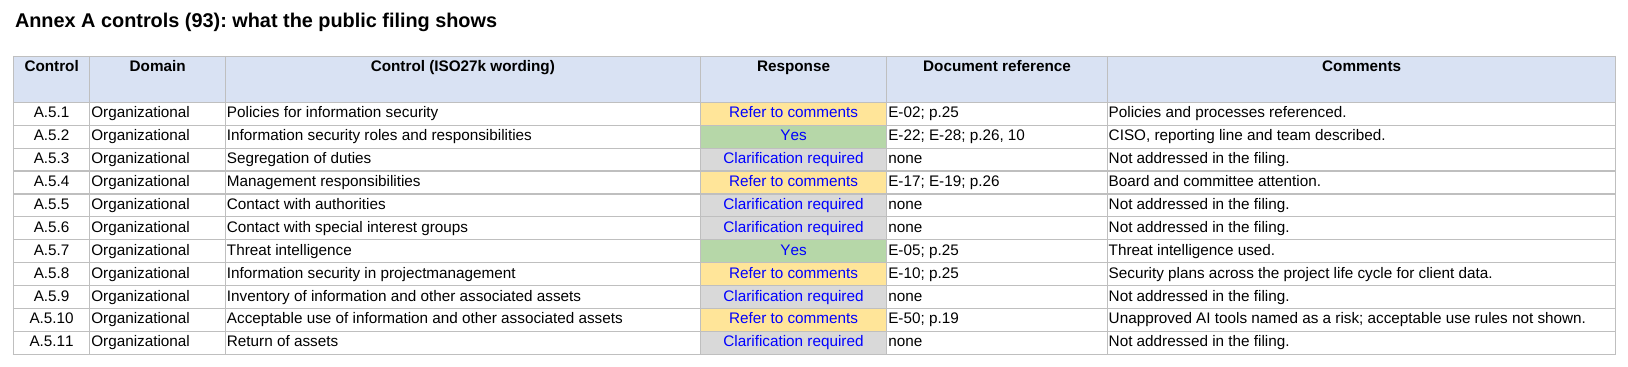 Annex A controls (93): what the public filing shows
Control Domain Control (ISO27k wording) Response Document reference Comments
A.5.1 Organizational Policies for information security Refer to comments E-02; p.25 Policies and processes referenced.
A.5.2 Organizational Information security roles and responsibilities Yes E-22; E-28; p.26, 10 CISO, reporting line and team described.
A.5.3 Organizational Segregation of duties Clarification required none Not addressed in the filing.
A.5.4 Organizational Management responsibilities Refer to comments E-17; E-19; p.26 Board and committee attention.
A.5.5 Organizational Contact with authorities Clarification required none Not addressed in the filing.
A.5.6 Organizational Contact with special interest groups Clarification required none Not addressed in the filing.
A.5.7 Organizational Threat intelligence Yes E-05; p.25 Threat intelligence used.
A.5.8 Organizational Information security in projectmanagement Refer to comments E-10; p.25 Security plans across the project life cycle for client data.
A.5.9 Organizational Inventory of information and other associated assets Clarification required none Not addressed in the filing.
A.5.10 Organizational Acceptable use of information and other associated assets Refer to comments E-50; p.19 Unapproved AI tools named as a risk; acceptable use rules not shown.
A.5.11 Organizational Return of assets Clarification required none Not addressed in the filing.